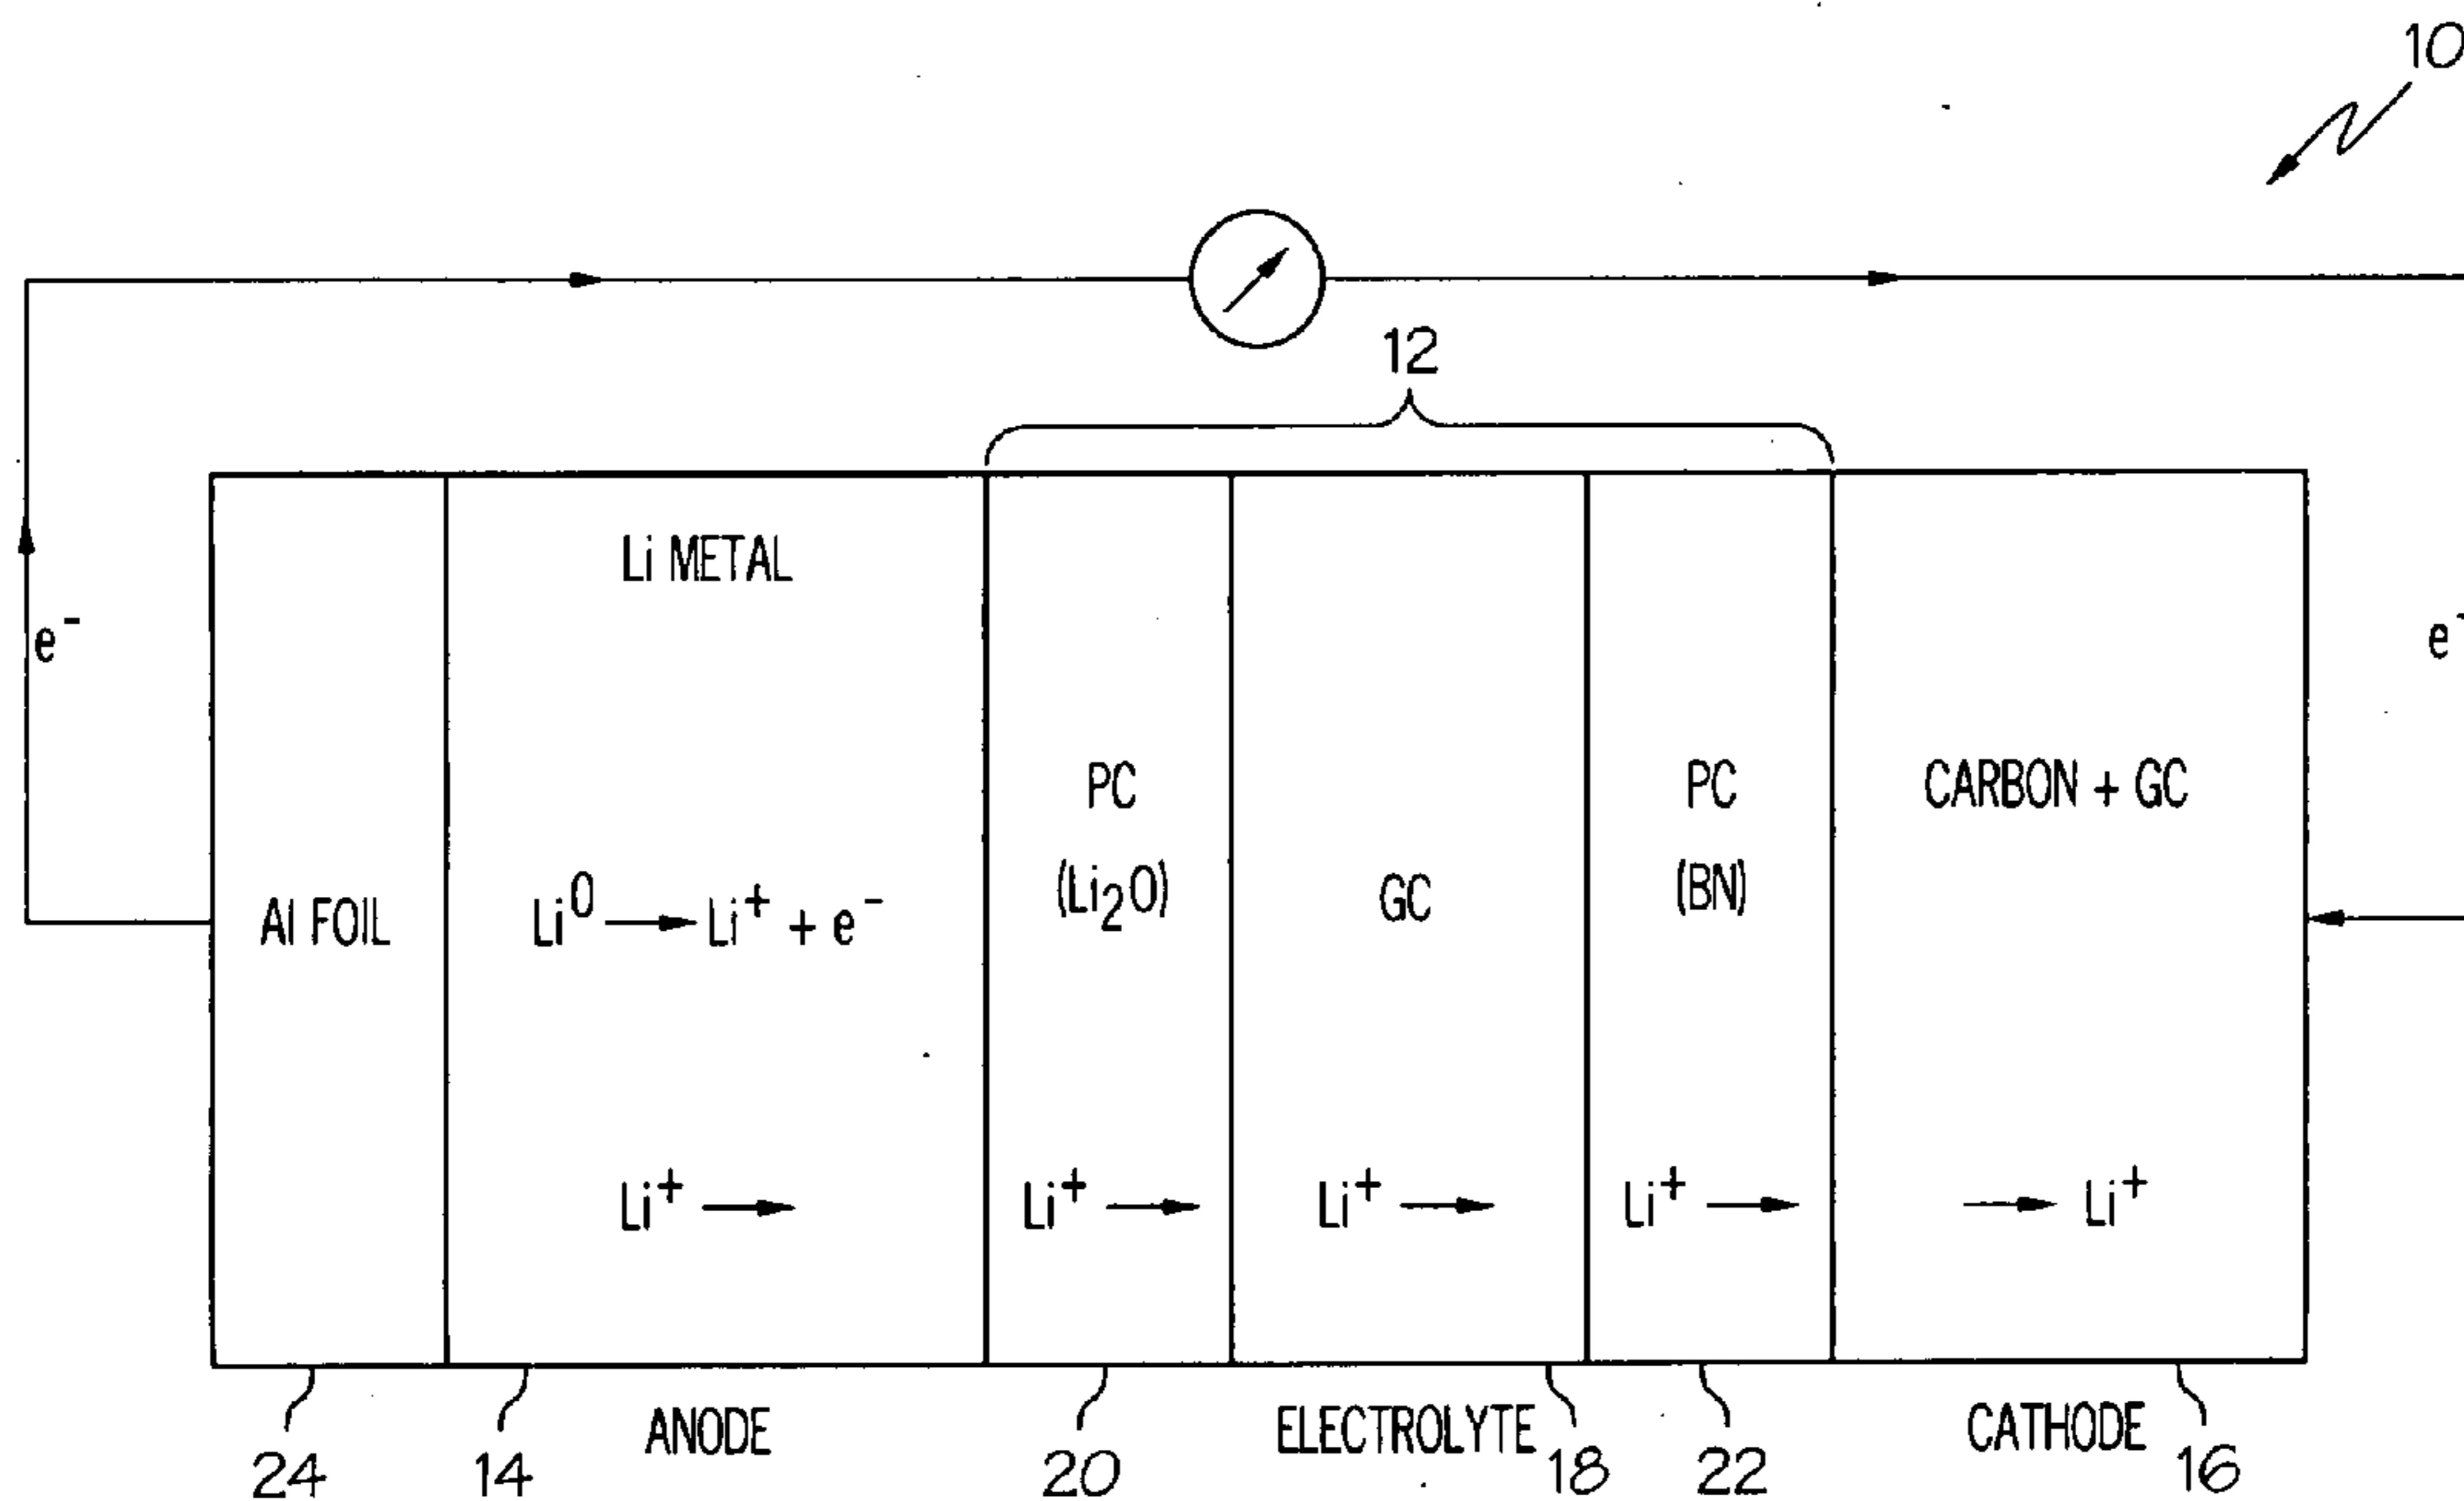 10
12
Li METAL
e⁻
e⁻
PC
PC
CARBON + GC
(Li₂O)
GC
(BN)
Al FOIL
Li⁰ → Li⁺ + e⁻
Li⁺ →
Li⁺ →
Li⁺ →
Li⁺ →
→ Li⁺
ANODE
ELECTROLYTE
CATHODE
24
14
20
18
22
16